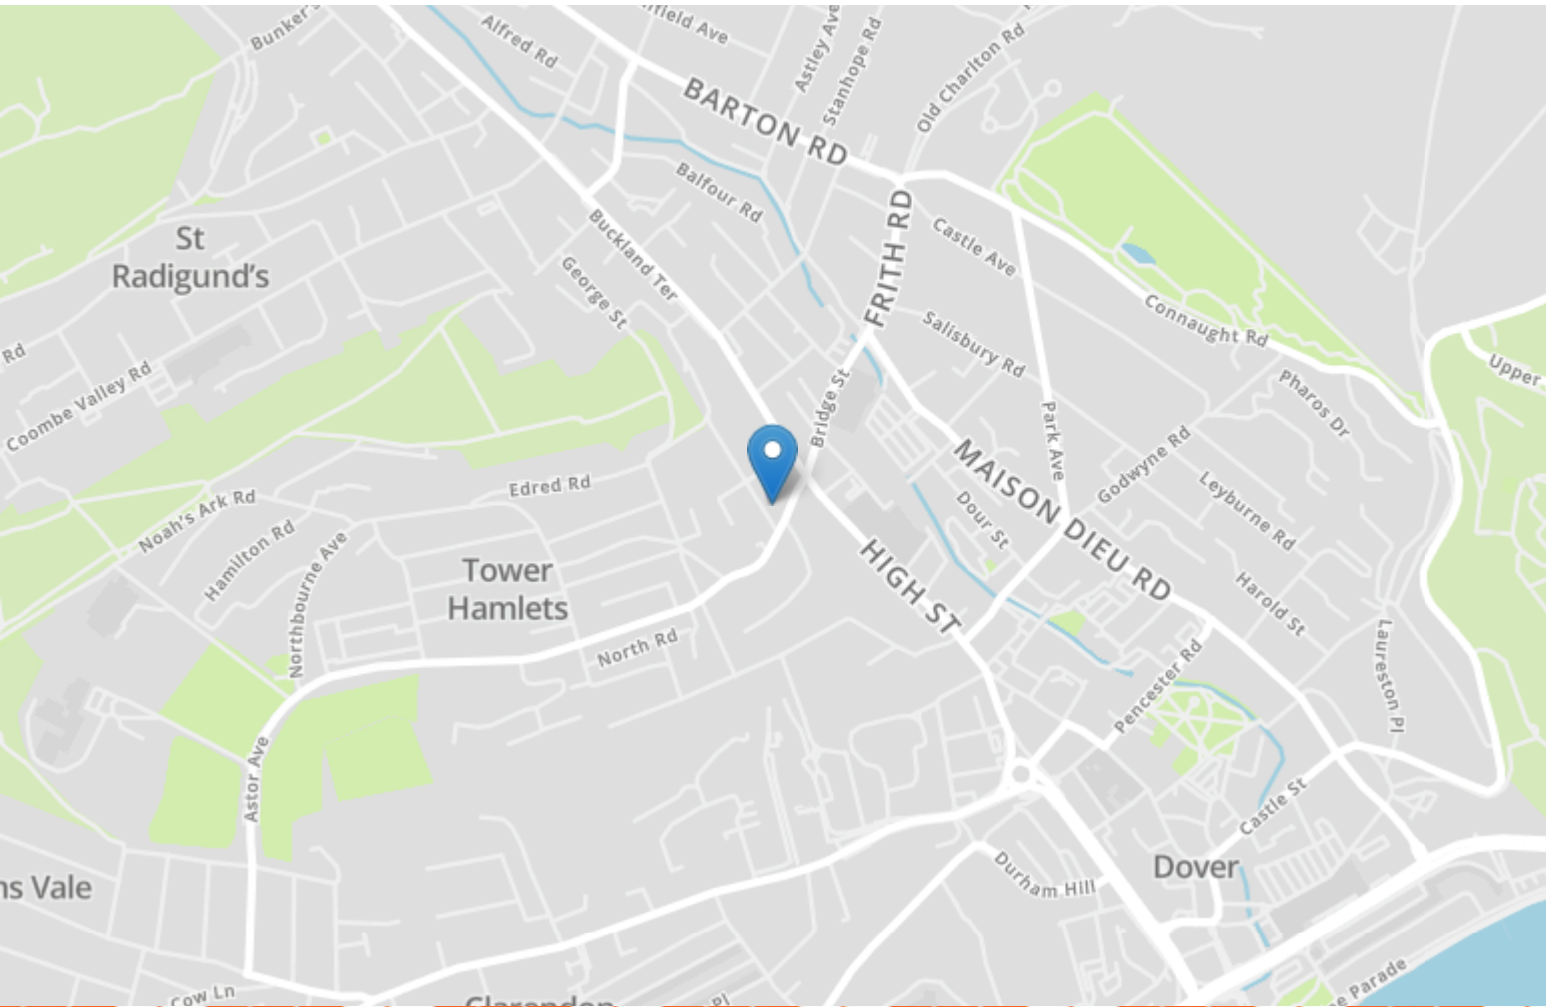 Bunker's
Alfred Rd
Astley Ave
Stanhope Rd
Old Charlton Rd
BARTON RD
Balfour Rd
FRITH RD
Castle Ave
Buckland Ter
George St
St
Radigund's
Salisbury Rd
Connaught Rd
Upper
Pharos Dr
Rd
Coombe Valley Rd
Bridge St
Park Ave
Godwyne Rd
MAISON DIEU RD
Leyburne Rd
Edred Rd
Noah's Ark Rd
Hamilton Rd
Northbourne Ave
Dour St
HIGH ST
Tower
Hamlets
Harold St
Laureston Pl
North Rd
Pencester Rd
Astor Ave
Castle St
Durham Hill
Dover
ns Vale
Cow Ln
Pl
e Parade